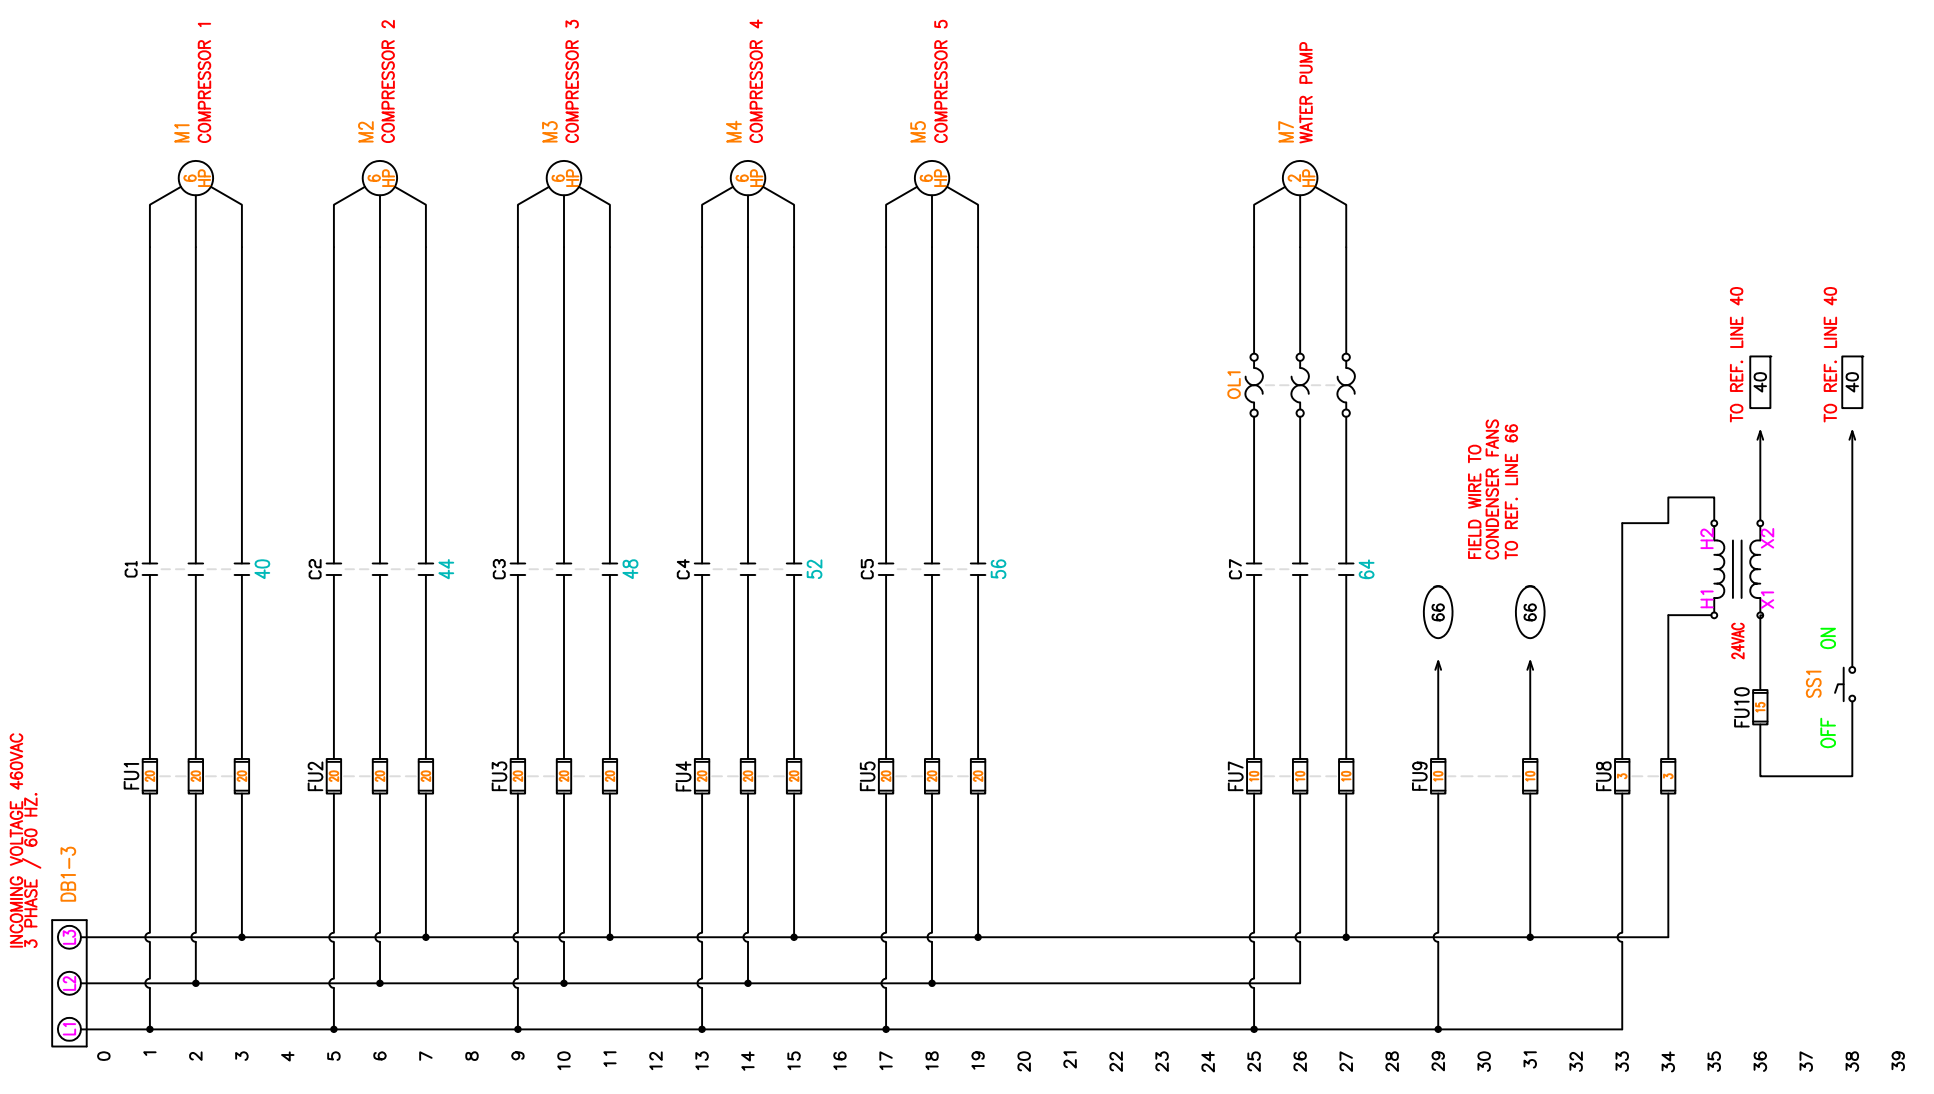 INCOMING VOLTAGE 460VAC
3 PHASE / 60 HZ.
DB1-3
L1
L2
L3
0
1
2
3
4
5
6
7
8
9
10
11
12
13
14
15
16
17
18
19
20
21
22
23
24
25
26
27
28
29
30
31
32
33
34
35
36
37
38
39
FU1
20
20
20
C1
40
6
HP
M1
COMPRESSOR 1
FU2
20
20
20
C2
44
6
HP
M2
COMPRESSOR 2
FU3
20
20
20
C3
48
6
HP
M3
COMPRESSOR 3
FU4
20
20
20
C4
52
6
HP
M4
COMPRESSOR 4
FU5
20
20
20
C5
56
6
HP
M5
COMPRESSOR 5
FU7
10
10
10
C7
64
OL1
2
HP
M7
WATER PUMP
FU9
10
10
66
66
FIELD WIRE TO
CONDENSER FANS
TO REF. LINE 66
FU8
3
3
H1
H2
X1
X2
24VAC
FU10
15
TO REF. LINE 40
40
OFF
SS1
ON
TO REF. LINE 40
40